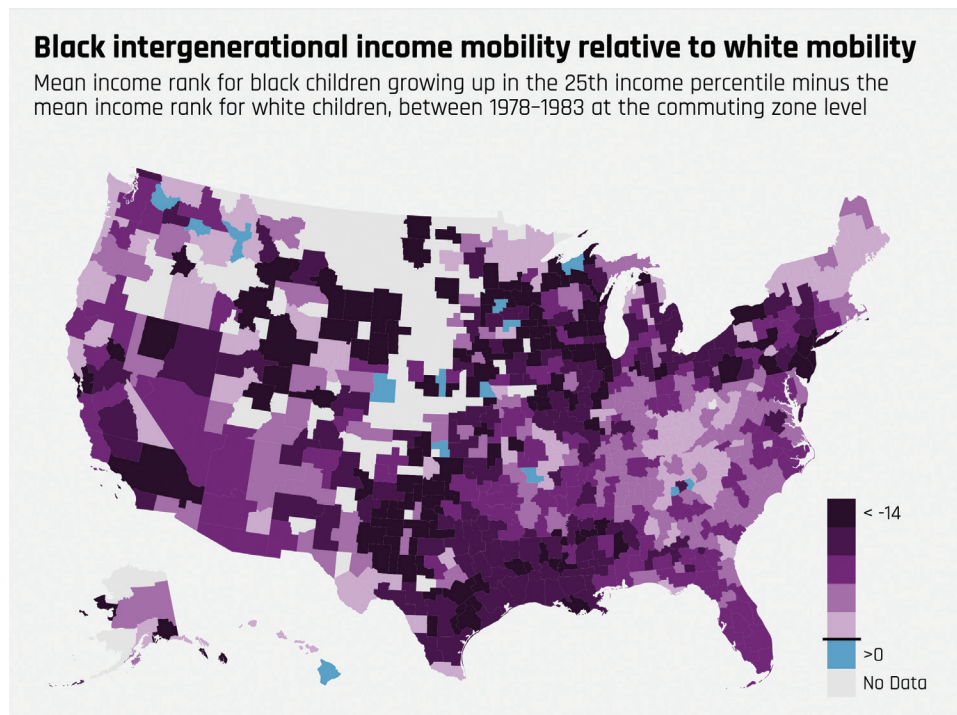 Black intergenerational income mobility relative to white mobility
Mean income rank for black children growing up in the 25th income percentile minus the
mean income rank for white children, between 1978–1983 at the commuting zone level
< -14
>0
No Data